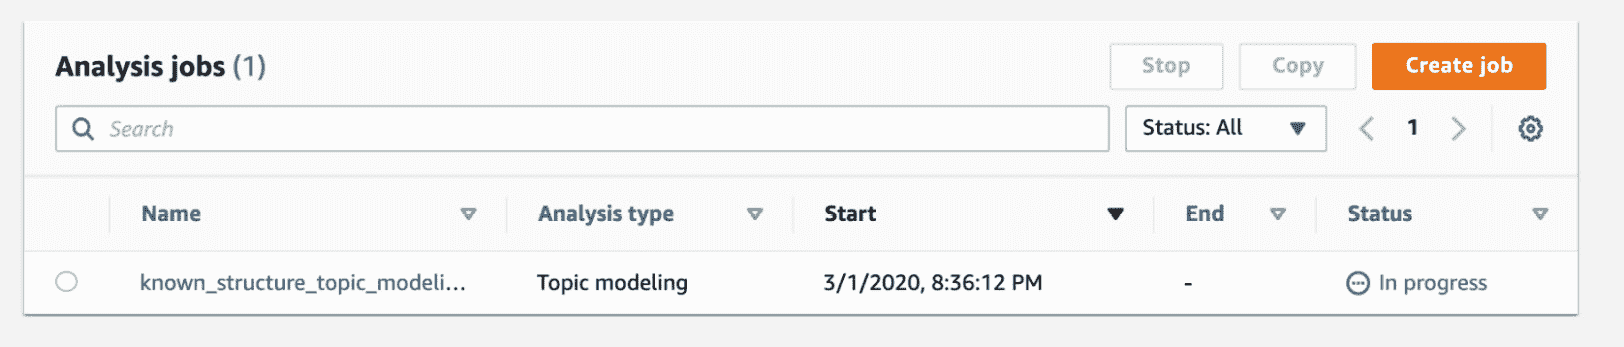 Analysis jobs (1)
Stop
Copy
Create job
Search
Status: All
1
Name
Analysis type
Start
End
Status
known_structure_topic_modeli...
Topic modeling
3/1/2020, 8:36:12 PM
-
In progress